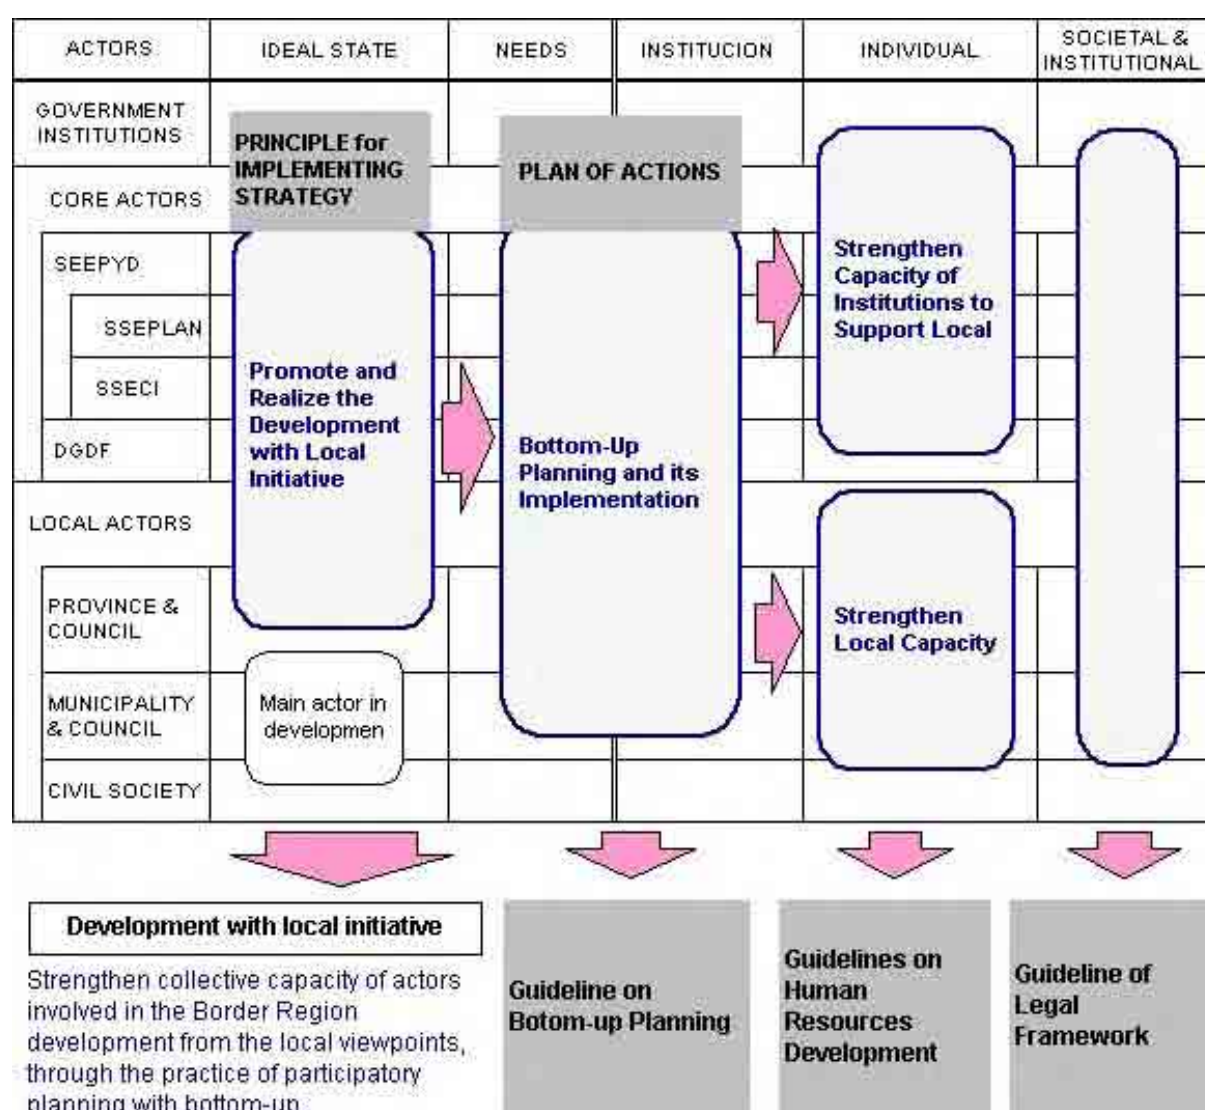 ACTORS
IDEAL STATE
NEEDS
INSTITUCION
INDIVIDUAL
SOCIETAL &
INSTITUTIONAL
GOVERNMENT
INSTITUTIONS
CORE ACTORS
SEEPYD
SSEPLAN
SSECI
DGDF
LOCAL ACTORS
PROVINCE &
COUNCIL
MUNICIPALITY
& COUNCIL
CIVIL SOCIETY
PRINCIPLE for
IMPLEMENTING
STRATEGY
Promote and
Realize the
Development
with Local
Initiative
Main actor in
developmen
PLAN OF ACTIONS
Bottom-Up
Planning and its
Implementation
Strengthen
Capacity of
Institutions to
Support Local
Strengthen
Local Capacity
Development with local initiative
Strengthen collective capacity of actors
involved in the Border Region
development from the local viewpoints,
through the practice of participatory
planning with bottom-up
Guideline on
Botom-up Planning
Guidelines on
Human
Resources
Development
Guideline of
Legal
Framework